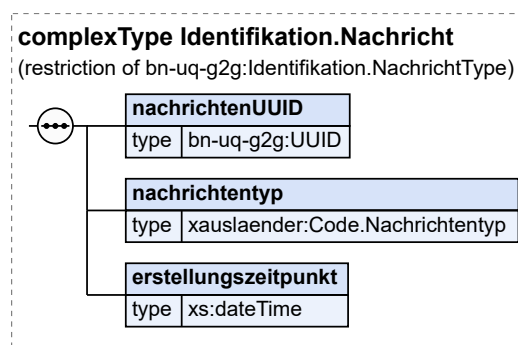 complexType Identifikation.Nachricht
(restriction of bn-uq-g2g:Identifikation.NachrichtType)
nachrichtenUUID
type bn-uq-g2g:UUID
nachrichtentyp
type xauslaender:Code.Nachrichtentyp
erstellungszeitpunkt
type xs:dateTime